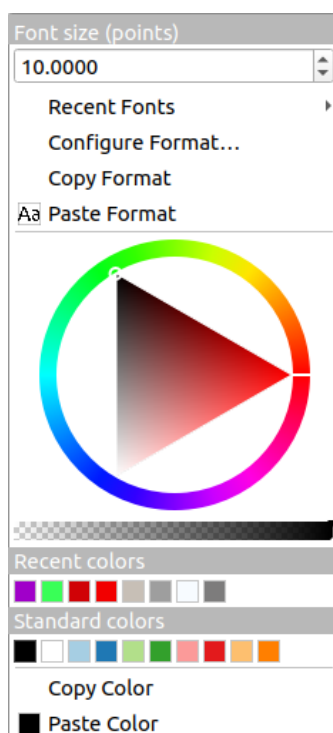 Font size (points)
10.0000
Recent Fonts
Configure Format…
Copy Format
Aa Paste Format
Recent colors
Standard colors
Copy Color
Paste Color